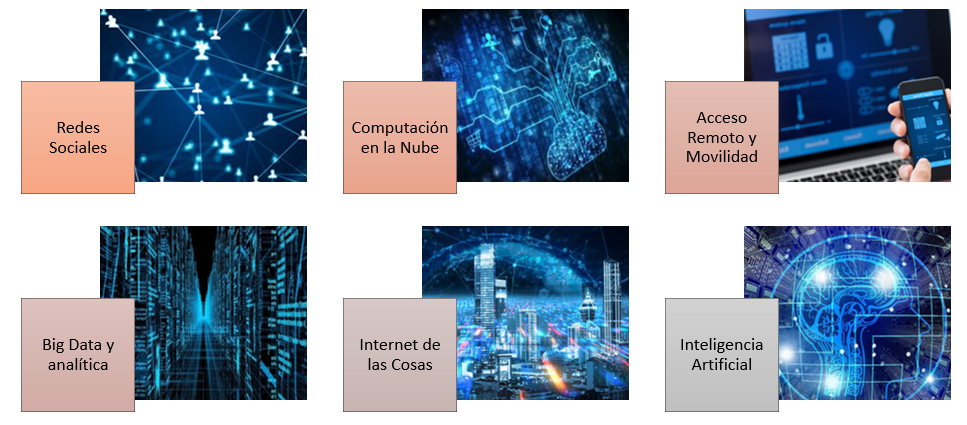 Redes
Sociales
Computación
en la Nube
Acceso
Remoto y
Movilidad
Big Data y
analítica
Internet de
las Cosas
Inteligencia
Artificial